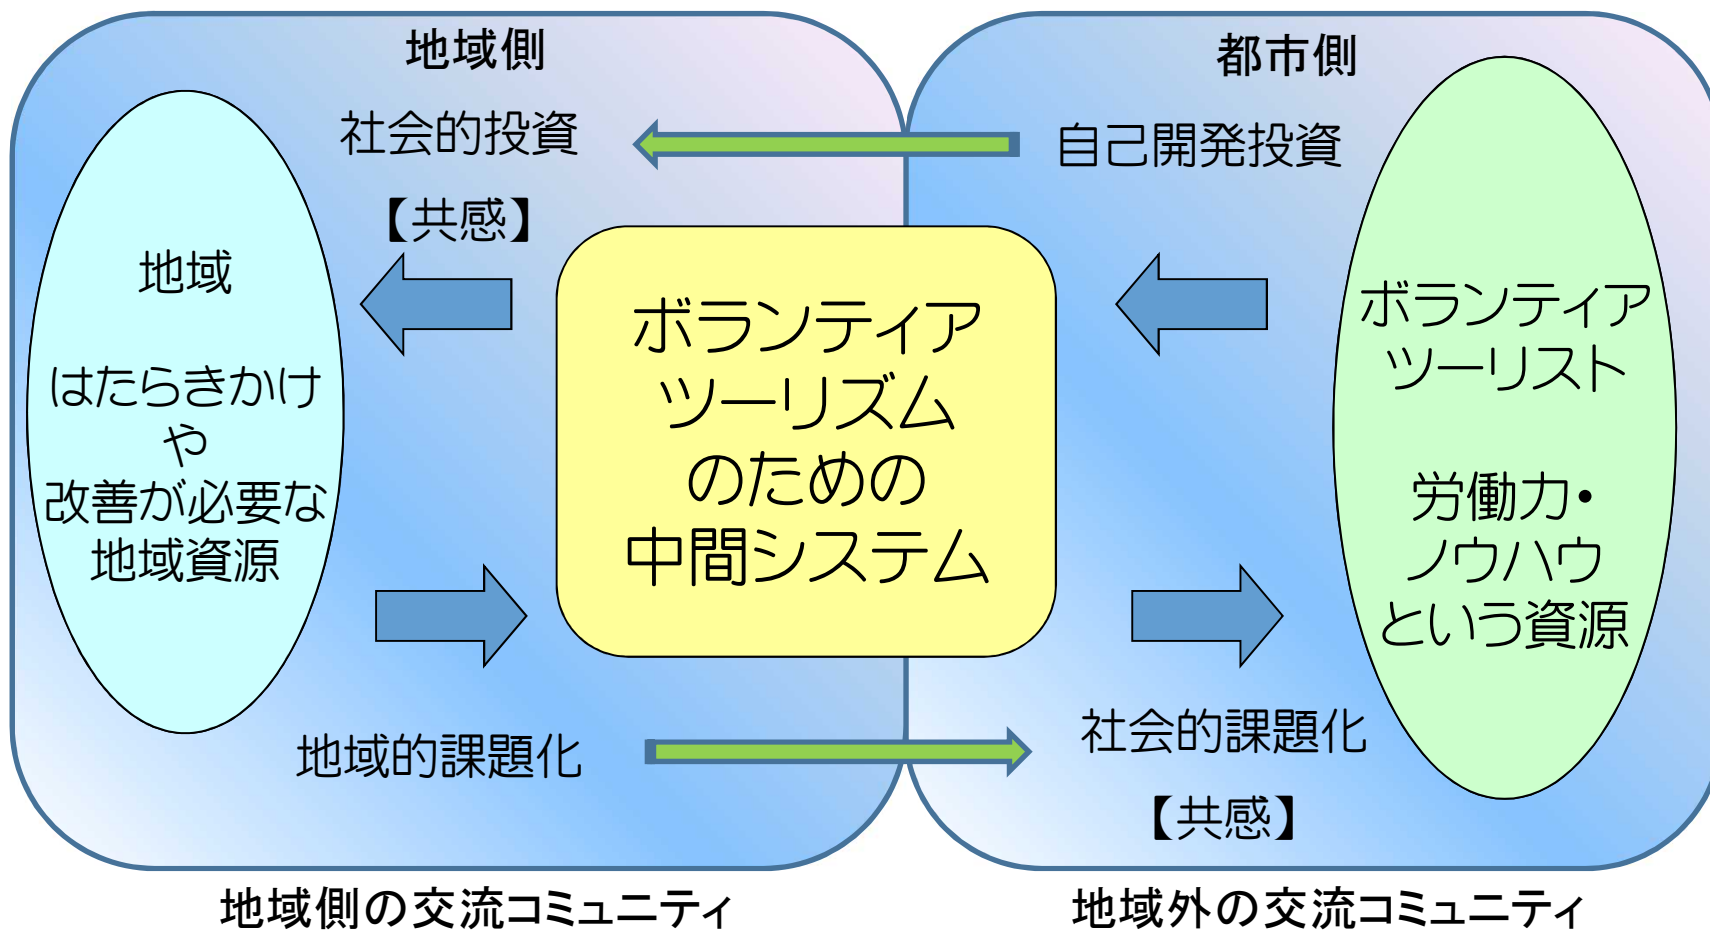 地域側
都市側
社会的投資
自己開発投資
【共感】
地域
はたらきかけ
や
改善が必要な
地域資源
ボランティア
ツーリズム
のための
中間システム
ボランティア
ツーリスト
労働力・
ノウハウ
という資源
地域的課題化
社会的課題化
【共感】
地域側の交流コミュニティ
地域外の交流コミュニティ